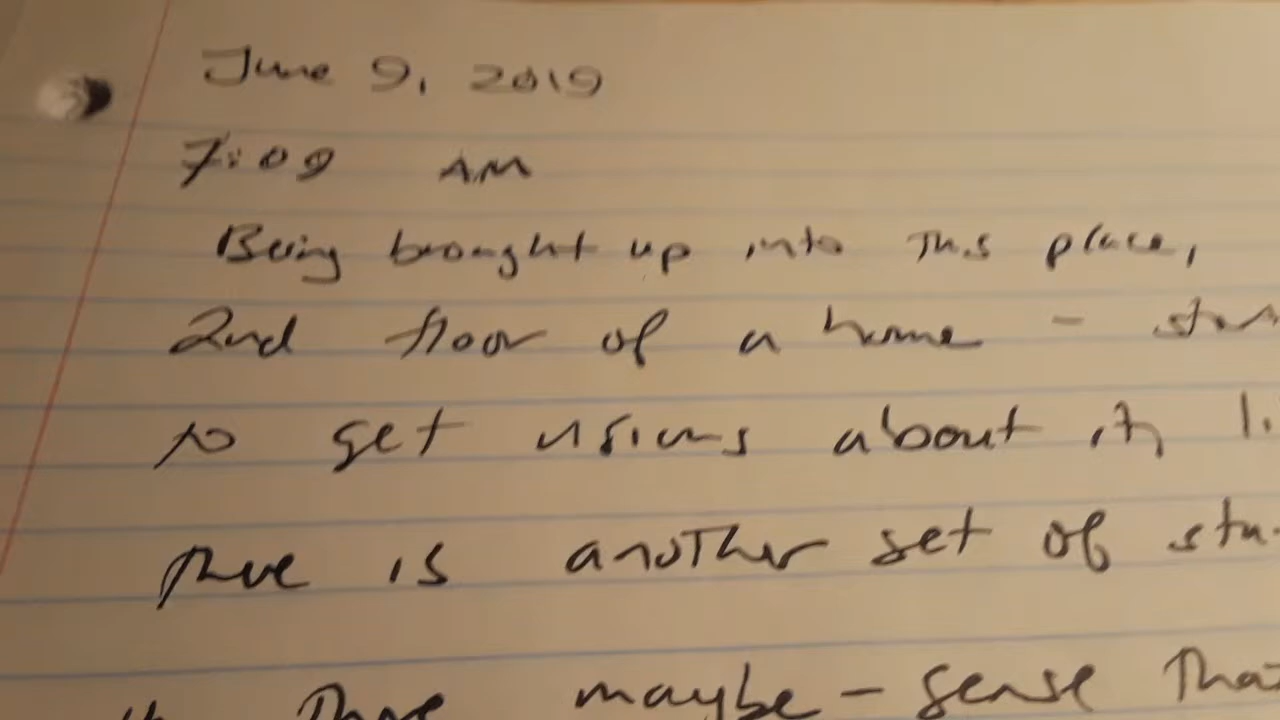 June 9, 2019
7:09 AM
Being brought up into this place,
2nd floor of a home -
to get visions about it,
there is another set of
maybe - sense that